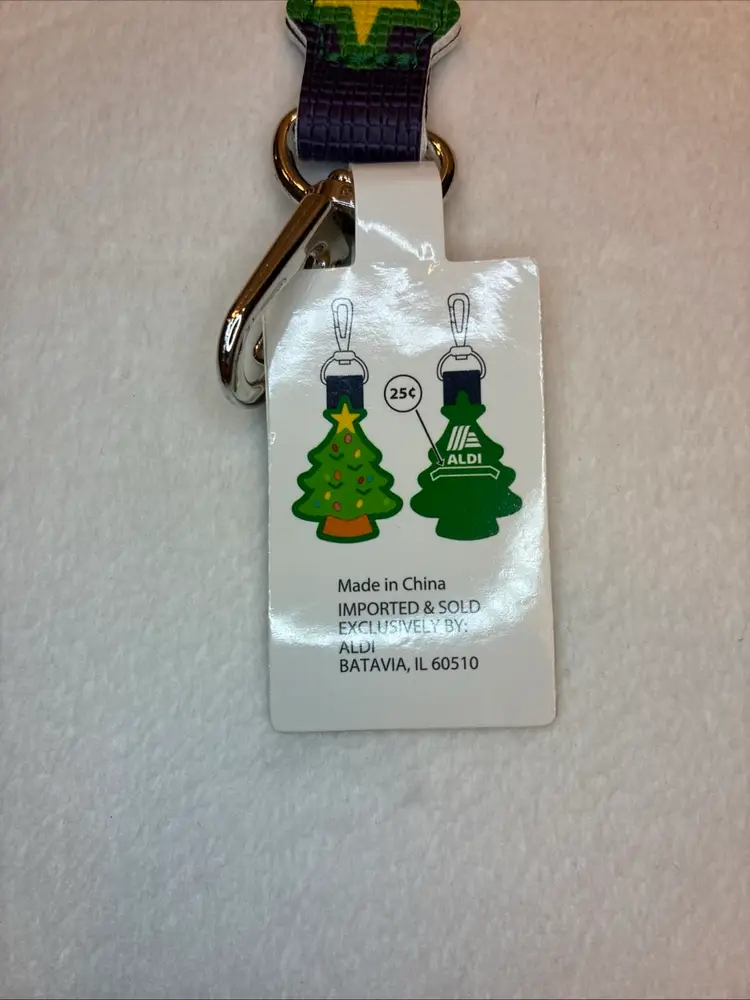 25¢
ALDI
Made in China
IMPORTED & SOLD
EXCLUSIVELY BY:
ALDI
BATAVIA, IL 60510